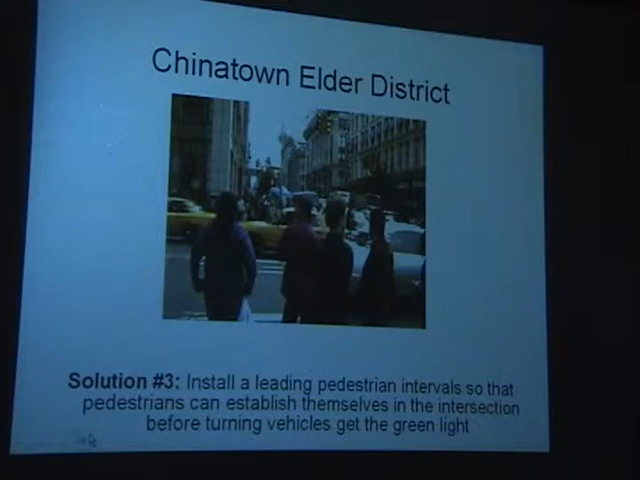 Chinatown Elder District
Solution #3: Install a leading pedestrian intervals so that
pedestrians can establish themselves in the intersection
before turning vehicles get the green light